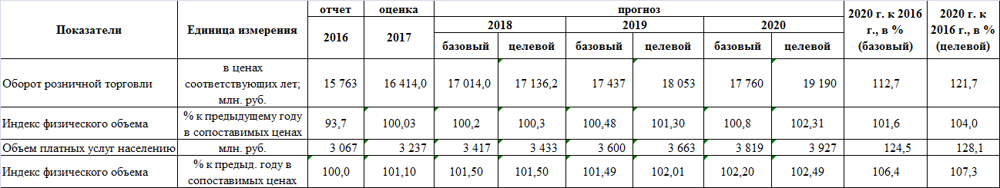 Показатели
Единица измерения
отчет
оценка
прогноз
2020 г. к 2016
г., в %
(базовый)
2020 г. к
2016 г., в %
(целевой)
2016
2017
2018
2019
2020
базовый
целевой
базовый
целевой
базовый
целевой
Оборот розничной торговли
в ценах
соответствующих лет;
млн. руб.
15 763
16 414,0
17 014,0
17 136,2
17 437
18 053
17 760
19 190
112,7
121,7
Индекс физического объема
% к предыдущему году
в сопоставимых ценах
93,7
100,03
100,2
100,3
100,48
101,30
100,8
102,31
101,6
104,0
Объем платных услуг населению
млн. руб.
3 067
3 237
3 417
3 433
3 600
3 663
3 819
3 927
124,5
128,1
Индекс физического объема
% к предыд. году в
сопоставимых ценах
100,0
101,10
101,50
101,50
101,49
102,01
102,20
102,49
106,4
107,3